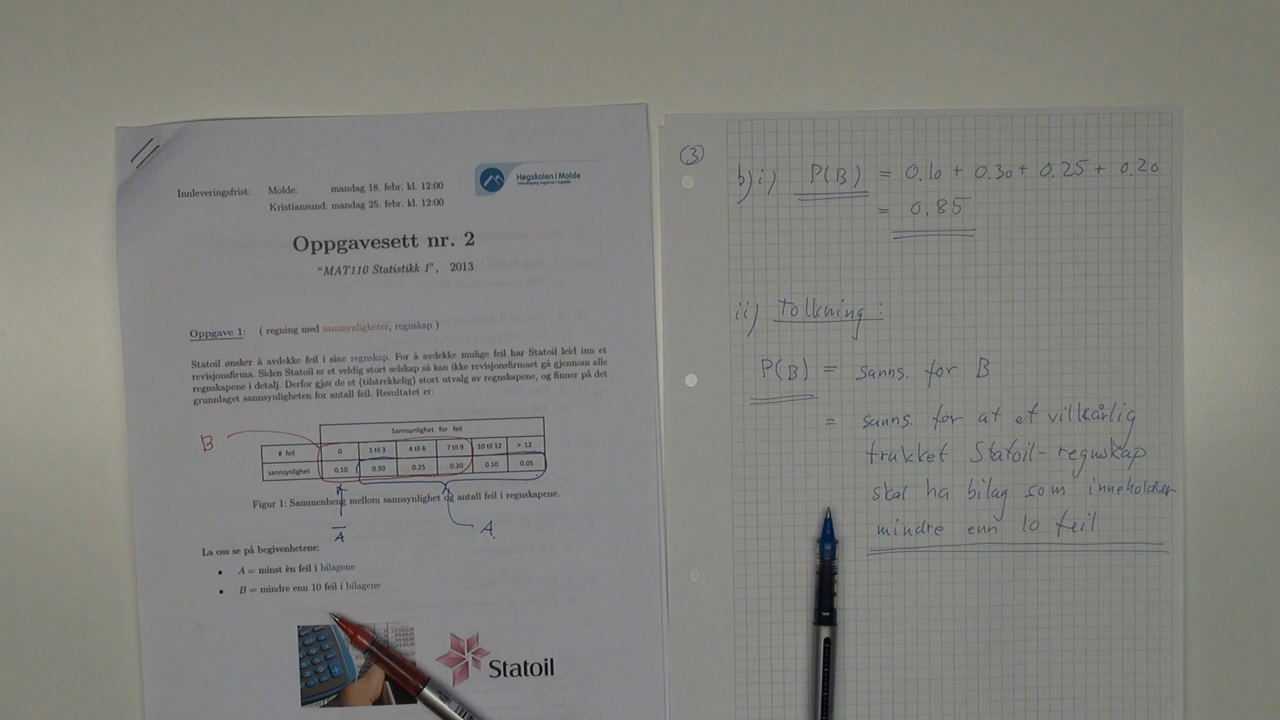 Innleveringsfrist: Molde: mandag 18. febr. kl. 12:00
Kristiansund: mandag 25. febr. kl. 12:00
Høgskolen i Molde
Oppgavesett nr. 2
"MAT110 Statistikk 1", 2013
Oppgave 1: ( regning med sannsynligheter, regnskap )
Statoil ønsker å avdekke feil i sine regnskap. For å avdekke mulige feil har Statoil leid inn et
revisjonsfirma. Siden Statoil er et veldig stort selskap så kan ikke revisjonsfirmaet gå gjennom alle
regnskapene i detalj. Derfor gjør de et (tilstrekkelig) stort utvalg av regnskapene, og finner på det
grunnlaget sannsynligheten for antall feil. Resultatet er:
B
Sannsynlighet for feil
# feil 0 1 til 3 4 til 6 7 til 9 10 til 12 > 12
sannsynlighet 0.10 0.30 0.25 0.20 0.10 0.05
Figur 1: Sammenheng mellom sannsynlighet og antall feil i regnskapene.
A̅ A
La oss se på begivenhetene:
• A = minst èn feil i bilagene
• B = mindre enn 10 feil i bilagene
Statoil
3
b) i) P(B) = 0.10 + 0.30 + 0.25 + 0.20
= 0.85
ii) Tolkning:
P(B) = sanns. for B
= sanns. for at et villkårlig
trukket Statoil-regnskap
skal ha bilag som inneholder
mindre enn 10 feil